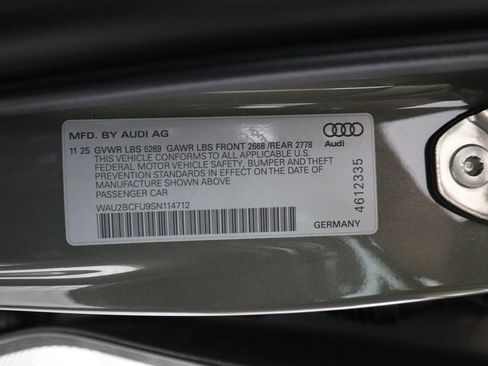 MFD. BY AUDI AG
11 25 GVWR LBS 5269 GAWR LBS FRONT 2668 /REAR 2778
THIS VEHICLE CONFORMS TO ALL APPLICABLE U.S.
FEDERAL MOTOR VEHICLE SAFETY, BUMPER AND THEFT
PREVENTION STANDARDS IN EFFECT ON THE DATE OF
MANUFACTURE SHOWN ABOVE
PASSENGER CAR
WAU2BCFU9SN114712
Audi
4612335
GERMANY